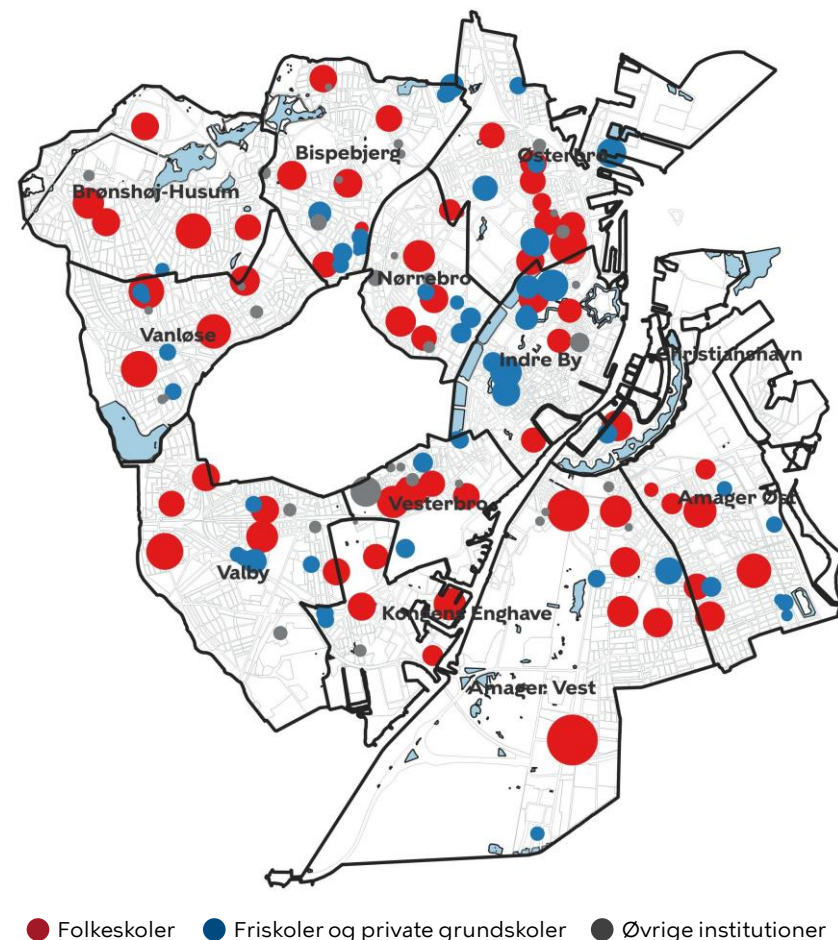 Bispebjerg
Østerbro
Brønshøj-Husum
Nørrebro
Vanløse
Indre By
Christianshavn
Vesterbro
Amager Øst
Valby
Kongens Enghave
Amager Vest
Folkeskoler
Friskoler og private grundskoler
Øvrige institutioner